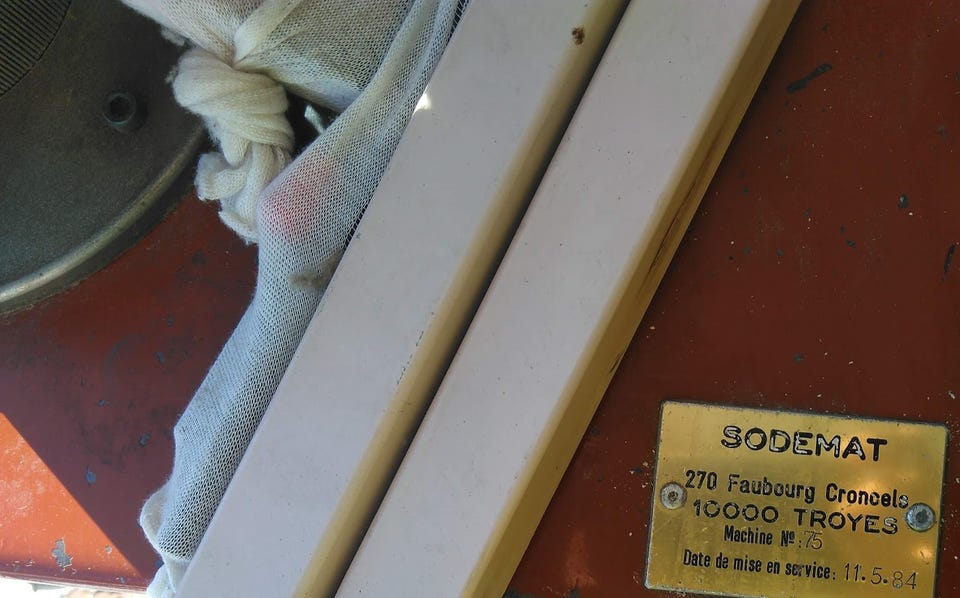 SODEMAT
270 Faubourg Croncels
10000 TROYES
Machine Nº: 75
Date de mise en service: 11.5.84